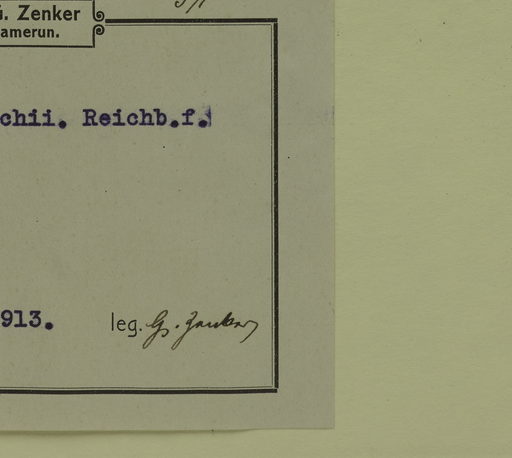 G. Zenker
amerun.
chii. Reichb.f.
913.
leg. G. Zenker